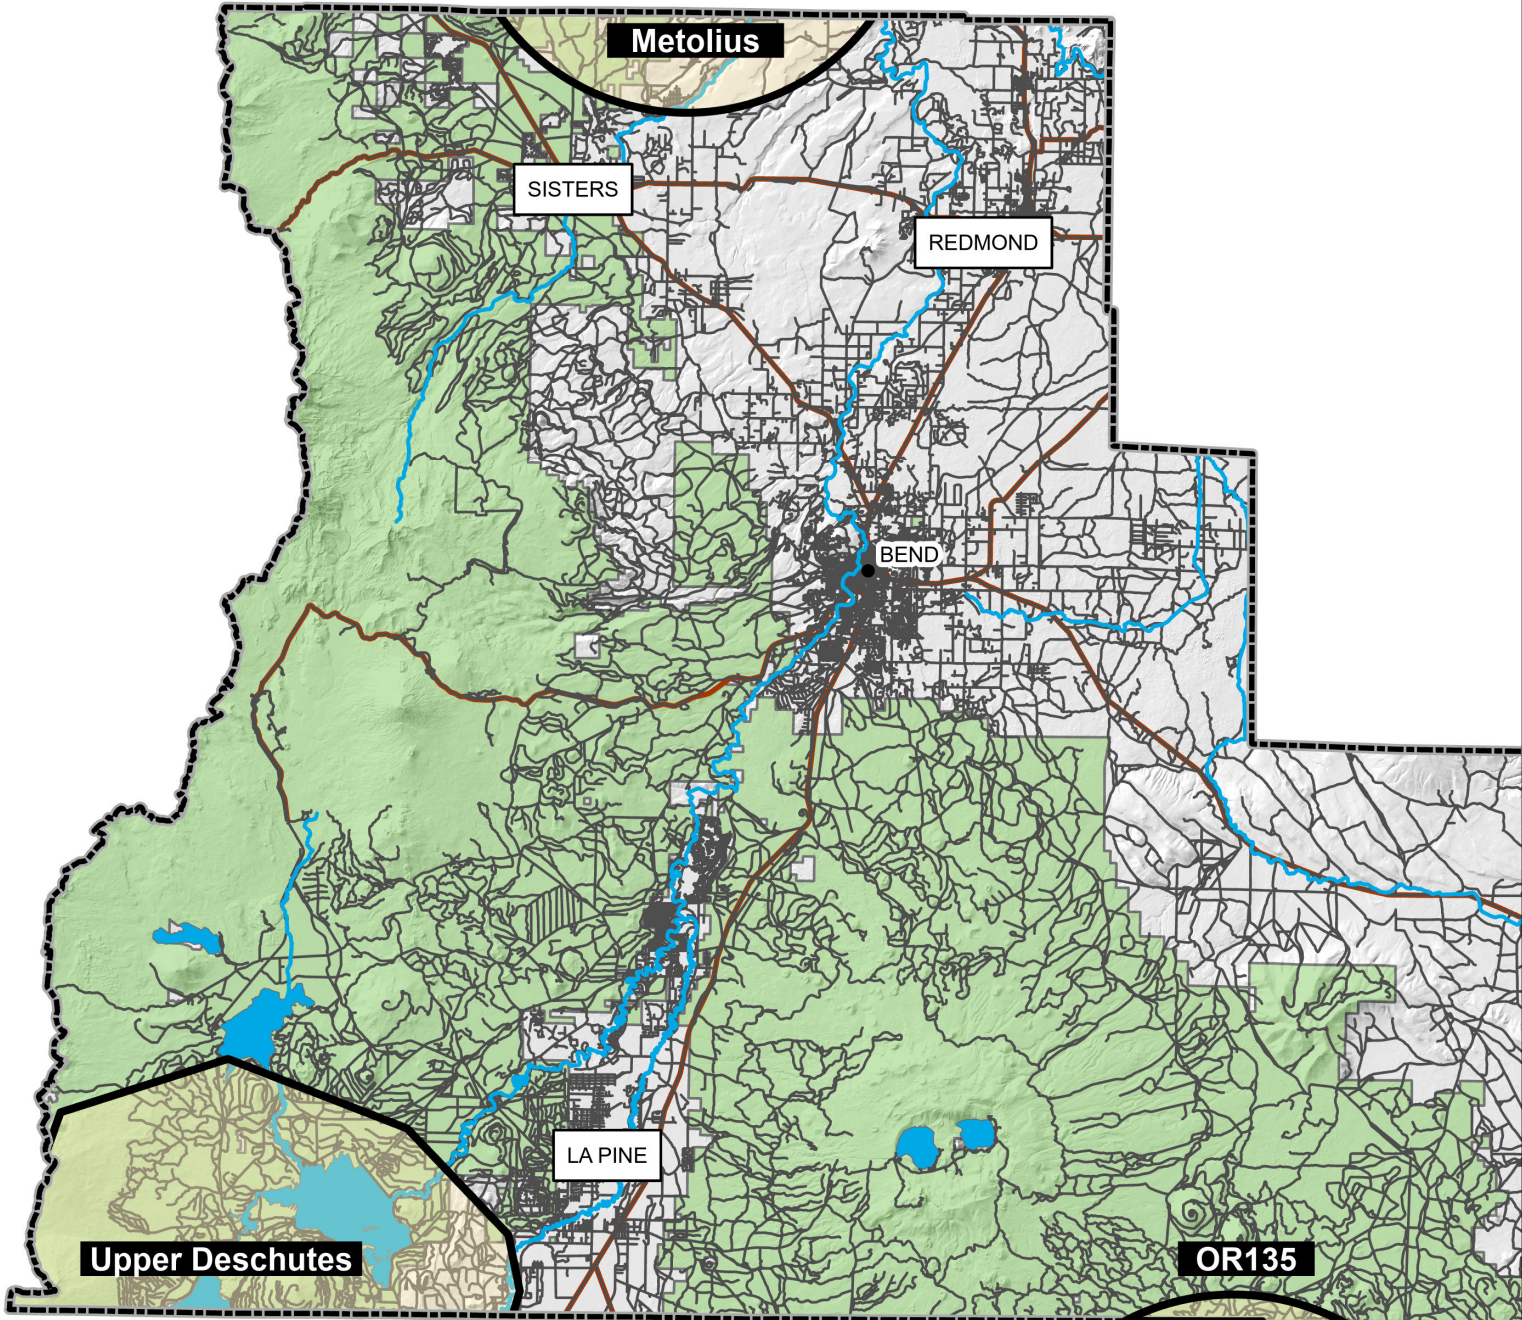 Metolius
SISTERS
REDMOND
BEND
LA PINE
Upper Deschutes
OR135